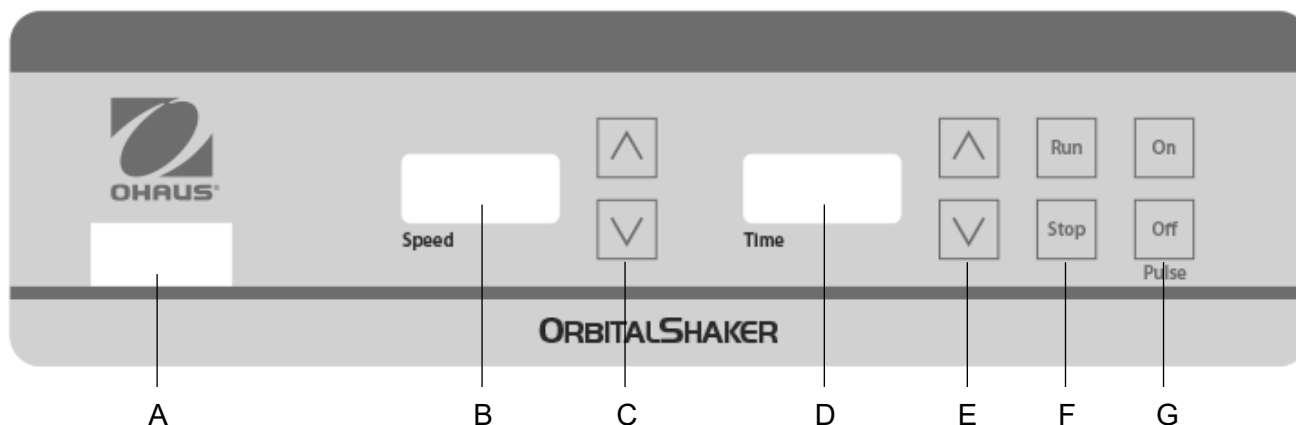 OHAUS®
Speed
Time
Run
On
Stop
Off
Pulse
ORBITALSHAKER
A B C D E F G